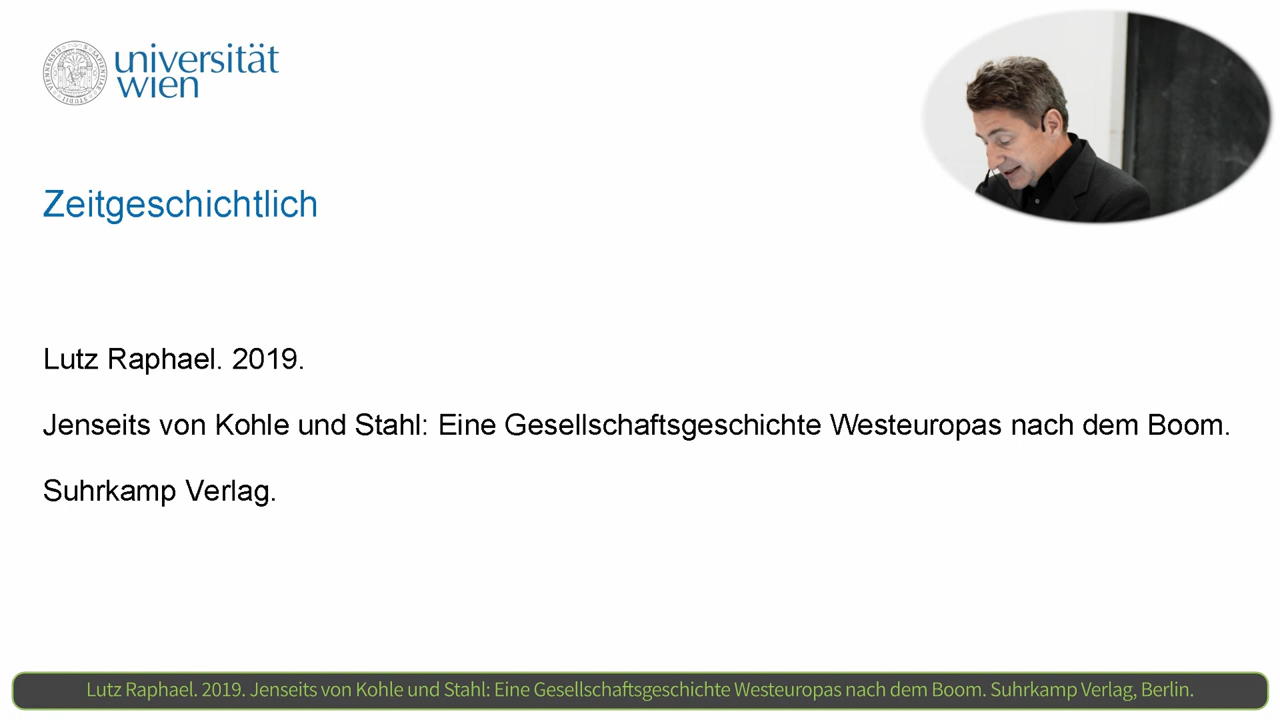 universität
wien
Zeitgeschichtlich
Lutz Raphael. 2019.
Jenseits von Kohle und Stahl: Eine Gesellschaftsgeschichte Westeuropas nach dem Boom.
Suhrkamp Verlag.
Lutz Raphael. 2019. Jenseits von Kohle und Stahl: Eine Gesellschaftsgeschichte Westeuropas nach dem Boom. Suhrkamp Verlag, Berlin.